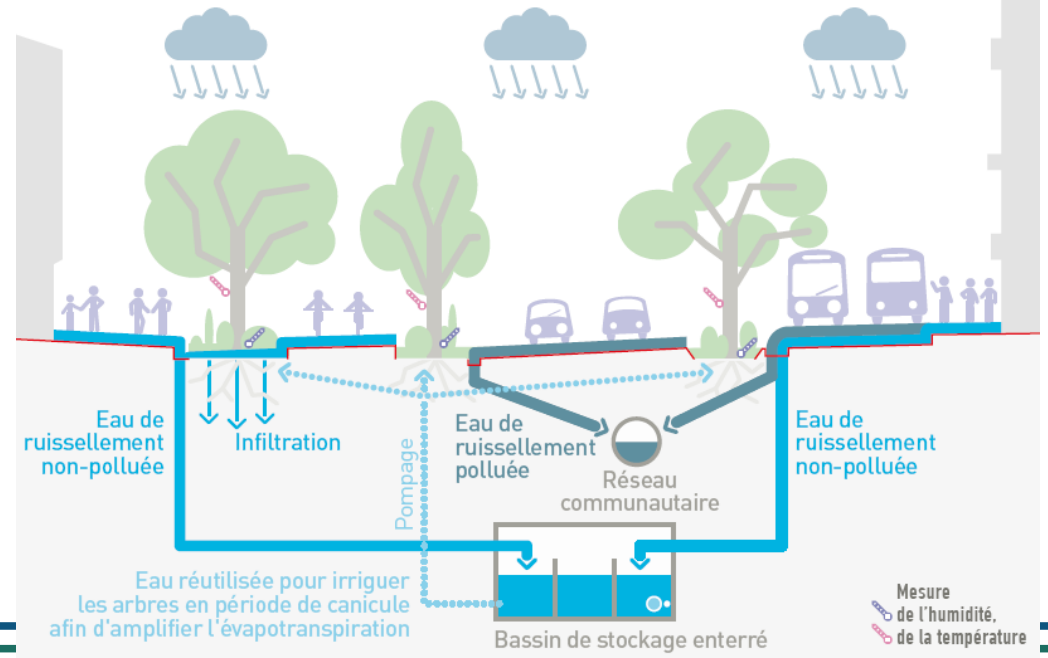 Eau de
ruissellement
non-polluée
Infiltration
Pompage
Eau de
ruissellement
polluée
Réseau
communautaire
Eau de
ruissellement
non-polluée
Eau réutilisée pour irriguer
les arbres en période de canicule
afin d'amplifier l'évapotranspiration
Bassin de stockage enterré
Mesure
de l'humidité,
de la température